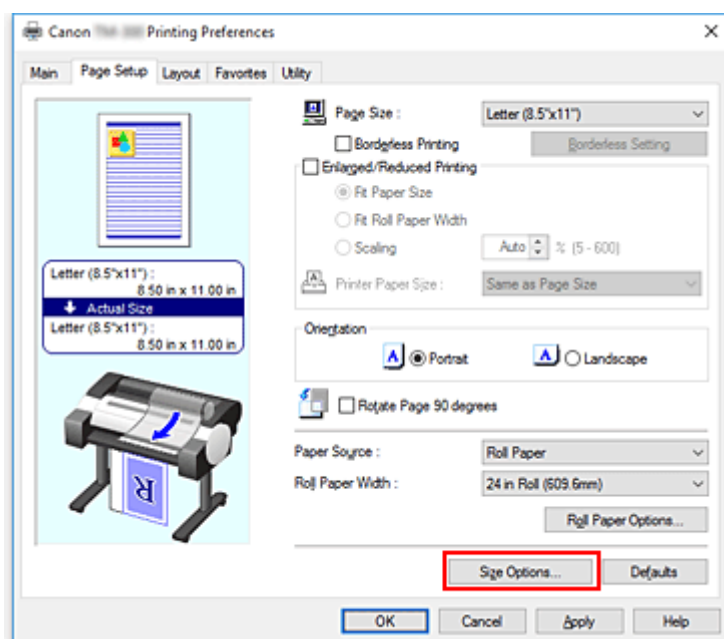 Canon Printing Preferences
Main Page Setup Layout Favorites Utility
Page Size : Letter (8.5"x11")
Borderless Printing Borderless Setting
Enlarged/Reduced Printing
Fit Paper Size
Fit Roll Paper Width
Scaling Auto % (5 - 600)
Printer Paper Size : Same as Page Size
Letter (8.5"x11") :
8.50 in x 11.00 in
Actual Size
Letter (8.5"x11") :
8.50 in x 11.00 in
Orientation
A Portrait A Landscape
Rotate Page 90 degrees
R
Paper Source : Roll Paper
Roll Paper Width : 24 in Roll (609.6mm)
Roll Paper Options...
Size Options... Defaults
OK Cancel Apply Help